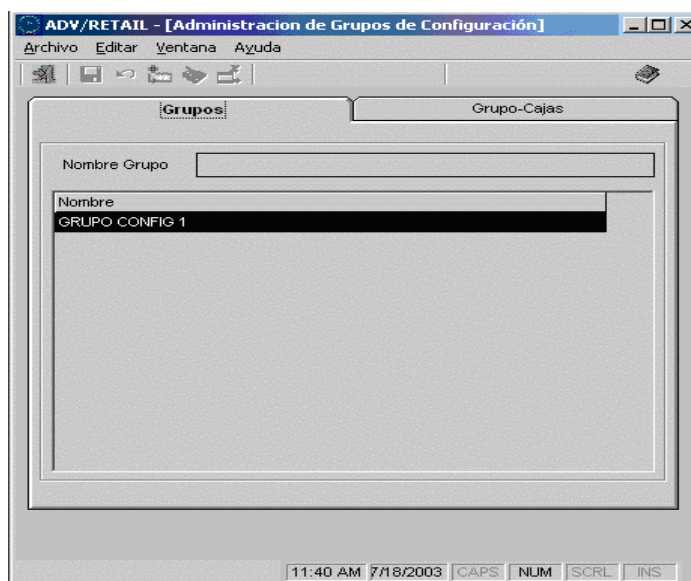 ADV/RETAIL - [Administracion de Grupos de Configuración]
Archivo Editar Ventana Ayuda
Grupos Grupo-Cajas
Nombre Grupo
Nombre
GRUPO CONFIG 1
11:40 AM 7/18/2003 CAPS NUM SCRL INS